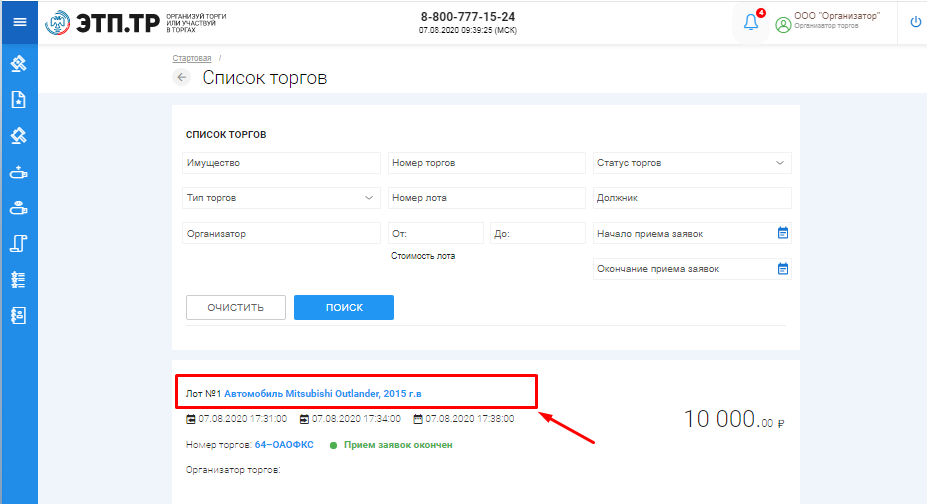 ЭТП.ТР
ОРГАНИЗУЙ ТОРГИ
ИЛИ УЧАСТВУЙ
В ТОРГАХ
8-800-777-15-24
07.08.2020 09:39:25 (МСК)
4
ООО "Организатор"
Организатор торгов
Стартовая /
Список торгов
СПИСОК ТОРГОВ
Имущество Номер торгов Статус торгов
Тип торгов Номер лота Должник
Организатор От: До: Начало приема заявок
Стоимость лота
Окончание приема заявок
ОЧИСТИТЬ ПОИСК
Лот №1 Автомобиль Mitsubishi Outlander, 2015 г.в
07.08.2020 17:31:00 07.08.2020 17:34:00 07.08.2020 17:38:00
10 000.00 ₽
Номер торгов: 64-ОАОФКС Прием заявок окончен
Организатор торгов: